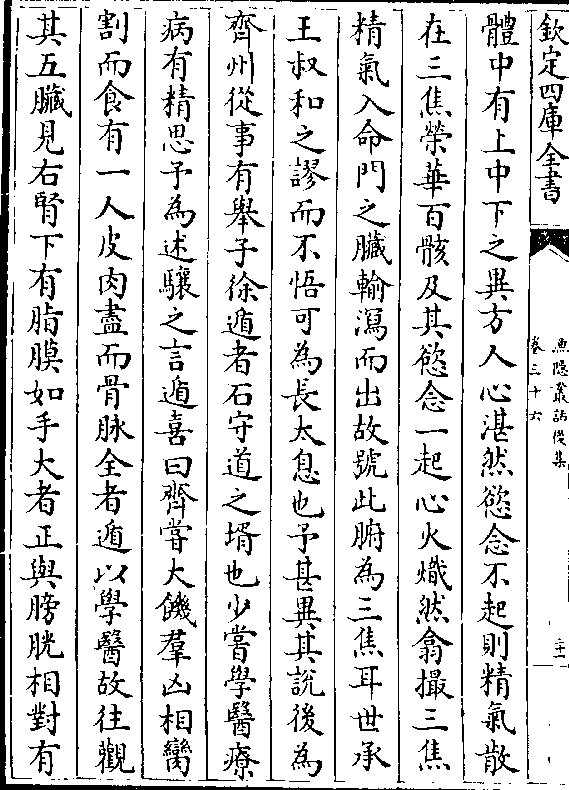 欽定四庫全書
漁隱叢話後集
卷三十六
體中有上中下之異方人心湛然慾念不起則精氣散
在三焦榮華百骸及其慾念一起心火熾然翕撮三焦
精氣入命門之臟輸瀉而出故號此腑為三焦耳世承
王叔和之謬而不悟可為長太息也予甚異其說後為
齊州從事有舉子徐遁者石守道之壻也少嘗學醫療
病有精思予為述驤之言遁喜曰齊嘗大饑羣凶相臠
割而食有一人皮肉盡而骨脉全者遁以學醫故往觀
其五臟見右腎下有脂膜如手大者正與膀胱相對有